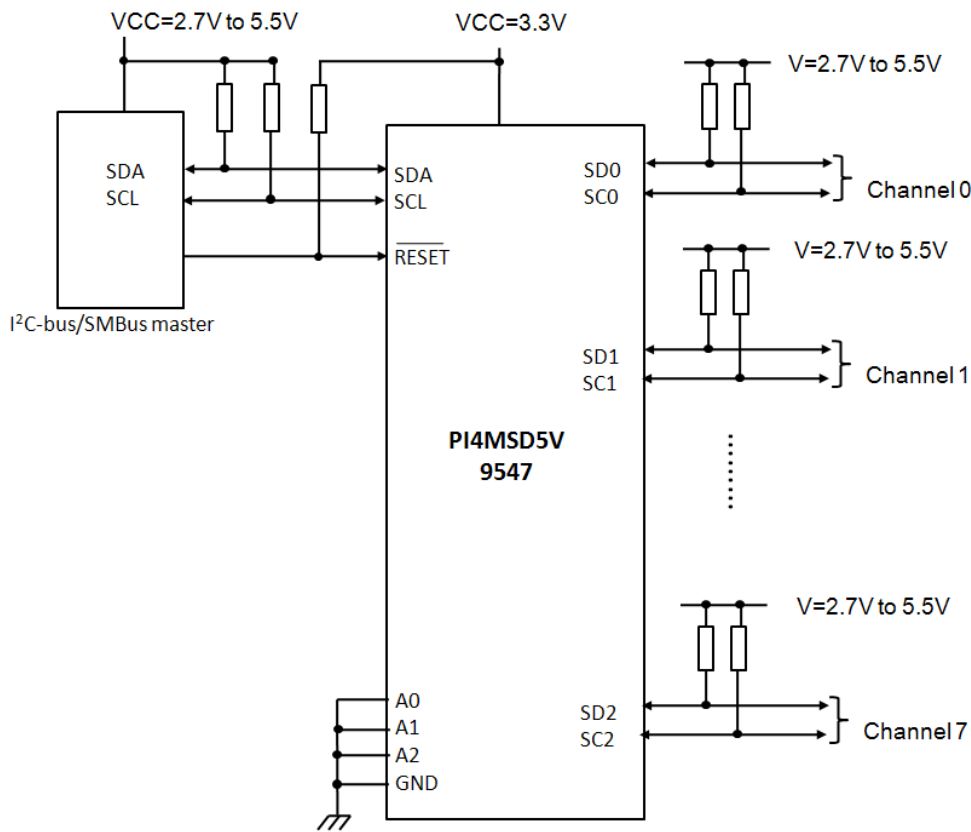 VCC=2.7V to 5.5V
VCC=3.3V
V=2.7V to 5.5V
SDA
SCL
SDA
SCL
RESET
I²C-bus/SMBus master
SD0
SC0
Channel 0
V=2.7V to 5.5V
SD1
SC1
Channel 1
PI4MSD5V
9547
V=2.7V to 5.5V
A0
A1
A2
GND
SD2
SC2
Channel 7